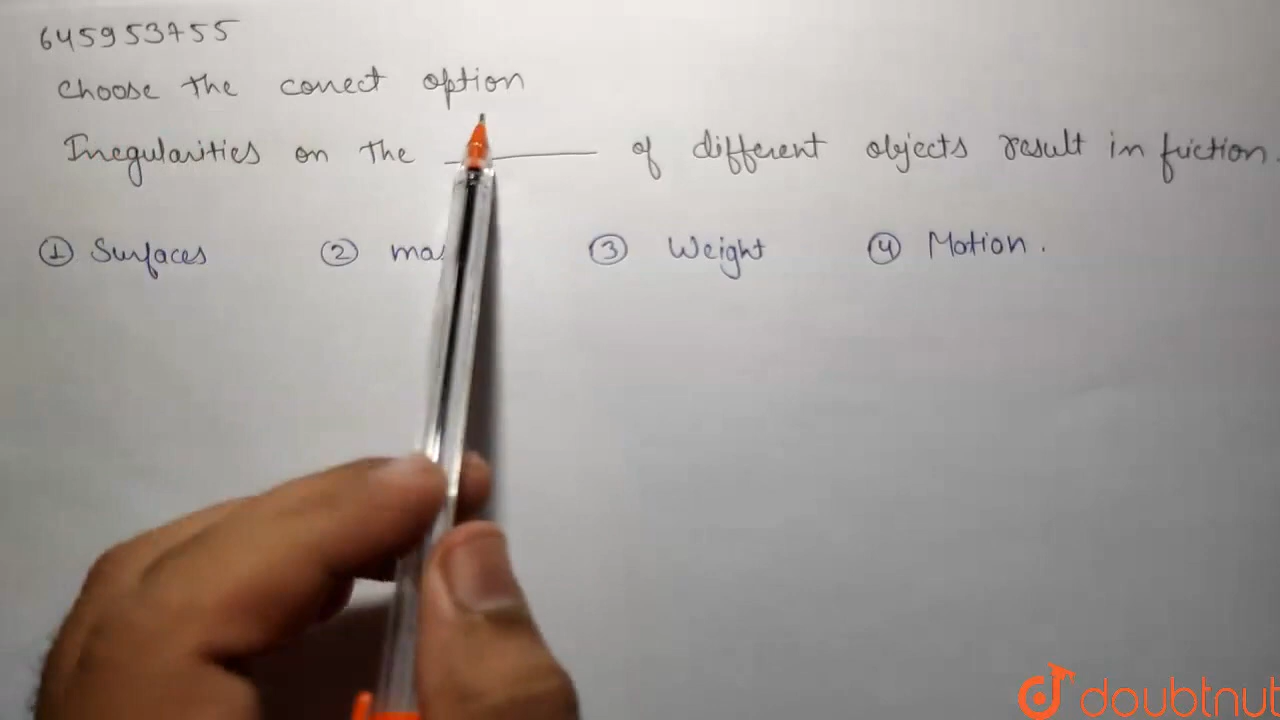 645953755
Choose the correct option
Irregularities on the ________ of different objects result in friction.
① Surfaces ② ③ Weight ④ Motion.
doubtnut